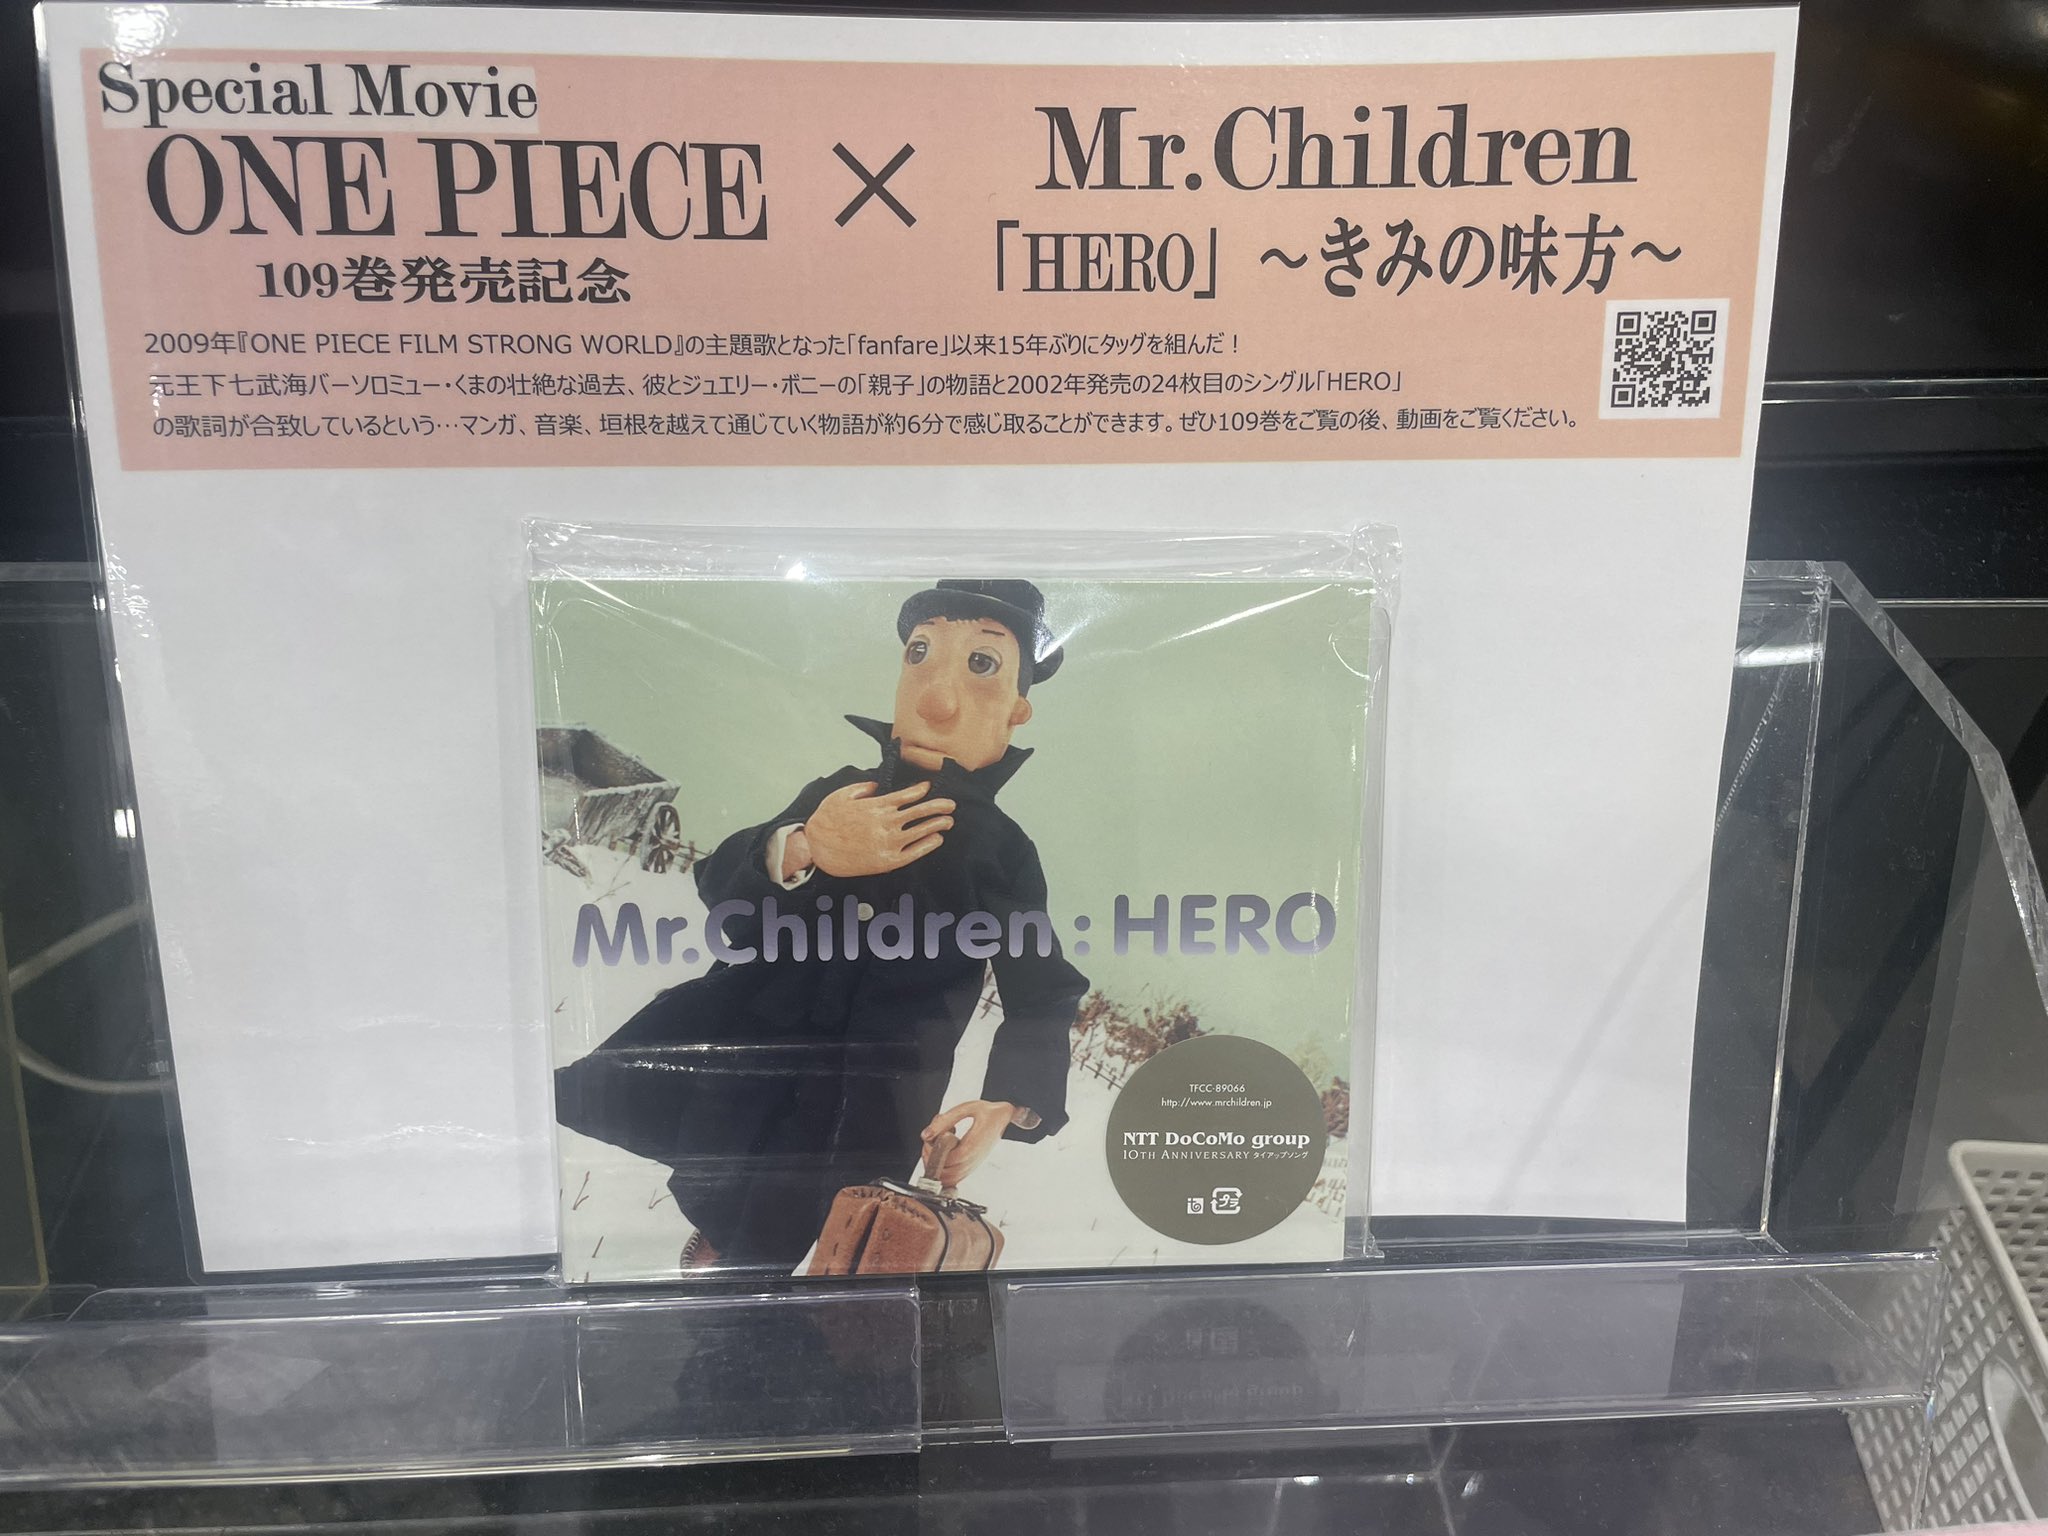 Special Movie
ONE PIECE
109巻発売記念
×
Mr.Children
「HERO」 ～きみの味方～
2009年『ONE PIECE FILM STRONG WORLD』の主題歌となった「fanfare」以来15年ぶりにタッグを組んだ！
元王下七武海バーソロミュー・くまの壮絶な過去、彼とジュエリー・ボニーの「親子」の物語と2002年発売の24枚目のシングル「HERO」
の歌詞が合致しているという…マンガ、音楽、垣根を越えて通じていく物語が約6分で感じ取ることができます。ぜひ109巻をご覧の後、動画をご覧ください。
Mr.Children : HERO
TFCC-89066
http://www.mrchildren.jp
NTT DoCoMo group
10TH ANNIVERSARY タイアップソング
プラ